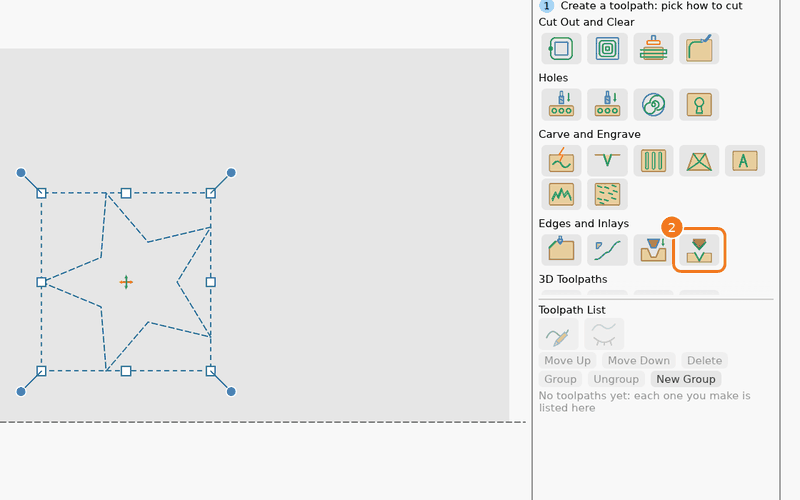 1 Create a toolpath: pick how to cut
Cut Out and Clear
Holes
Carve and Engrave
A
Edges and Inlays
2
3D Toolpaths
Toolpath List
Move Up Move Down Delete
Group Ungroup New Group
No toolpaths yet: each one you make is
listed here